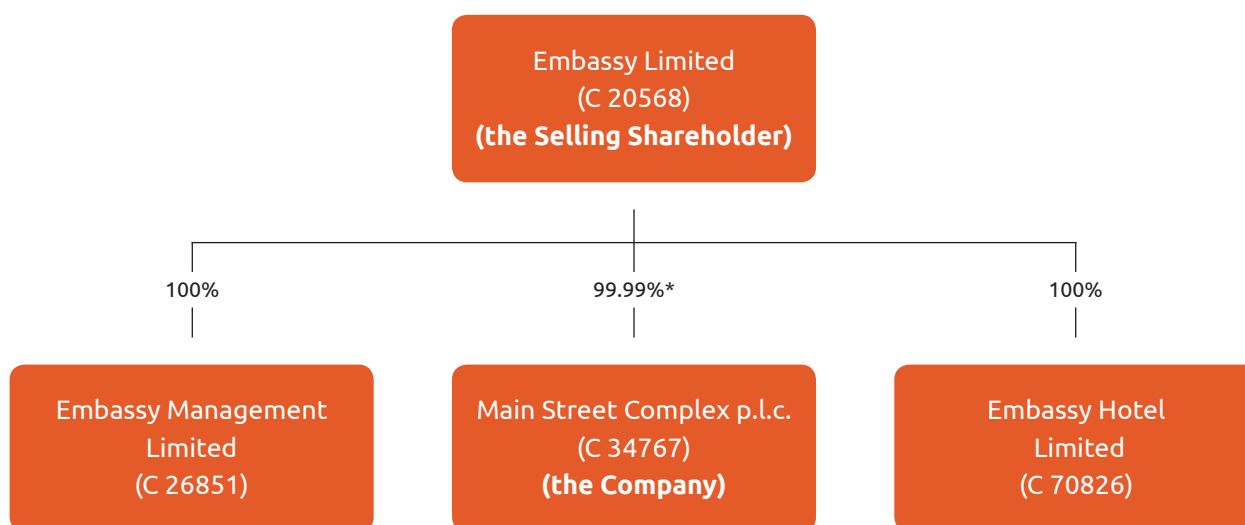 Embassy Limited
(C 20568)
(the Selling Shareholder)
100%
99.99%*
100%
Embassy Management
Limited
(C 26851)
Main Street Complex p.l.c.
(C 34767)
(the Company)
Embassy Hotel
Limited
(C 70826)